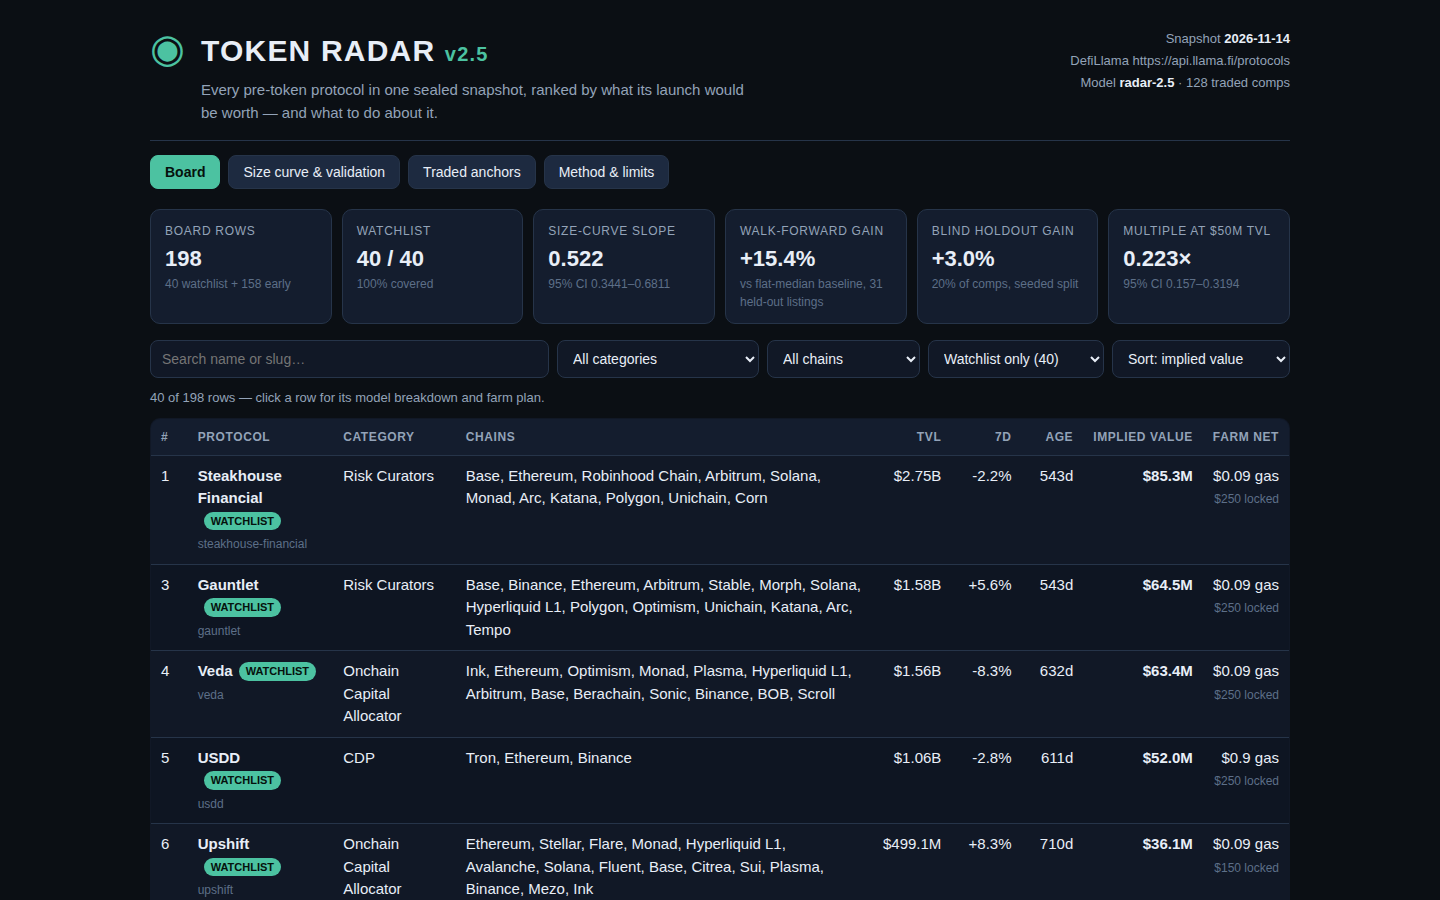 TOKEN RADAR v2.5
Every pre-token protocol in one sealed snapshot, ranked by what its launch would
be worth — and what to do about it.
Snapshot 2026-11-14
DefiLlama https://api.llama.fi/protocols
Model radar-2.5 · 128 traded comps
Board
Size curve & validation
Traded anchors
Method & limits
BOARD ROWS
198
40 watchlist + 158 early
WATCHLIST
40 / 40
100% covered
SIZE-CURVE SLOPE
0.522
95% CI 0.3441–0.6811
WALK-FORWARD GAIN
+15.4%
vs flat-median baseline, 31
held-out listings
BLIND HOLDOUT GAIN
+3.0%
20% of comps, seeded split
MULTIPLE AT $50M TVL
0.223×
95% CI 0.157–0.3194
Search name or slug…
All categories
All chains
Watchlist only (40)
Sort: implied value
40 of 198 rows — click a row for its model breakdown and farm plan.
# PROTOCOL CATEGORY CHAINS TVL 7D AGE IMPLIED VALUE FARM NET
1 Steakhouse Risk Curators Base, Ethereum, Robinhood Chain, Arbitrum, Solana, $2.75B -2.2% 543d $85.3M $0.09 gas
Financial Monad, Arc, Katana, Polygon, Unichain, Corn $250 locked
WATCHLIST
steakhouse-financial
3 Gauntlet Risk Curators Base, Binance, Ethereum, Arbitrum, Stable, Morph, Solana, $1.58B +5.6% 543d $64.5M $0.09 gas
WATCHLIST Hyperliquid L1, Polygon, Optimism, Unichain, Katana, Arc, $250 locked
gauntlet Tempo
4 Veda WATCHLIST Onchain Ink, Ethereum, Optimism, Monad, Plasma, Hyperliquid L1, $1.56B -8.3% 632d $63.4M $0.09 gas
veda Capital Arbitrum, Base, Berachain, Sonic, Binance, BOB, Scroll $250 locked
Allocator
5 USDD CDP Tron, Ethereum, Binance $1.06B -2.8% 611d $52.0M $0.9 gas
WATCHLIST $250 locked
usdd
6 Upshift Onchain Ethereum, Stellar, Flare, Monad, Hyperliquid L1, $499.1M +8.3% 710d $36.1M $0.09 gas
WATCHLIST Capital Avalanche, Solana, Fluent, Base, Citrea, Sui, Plasma, $150 locked
upshift Allocator Binance, Mezo, Ink